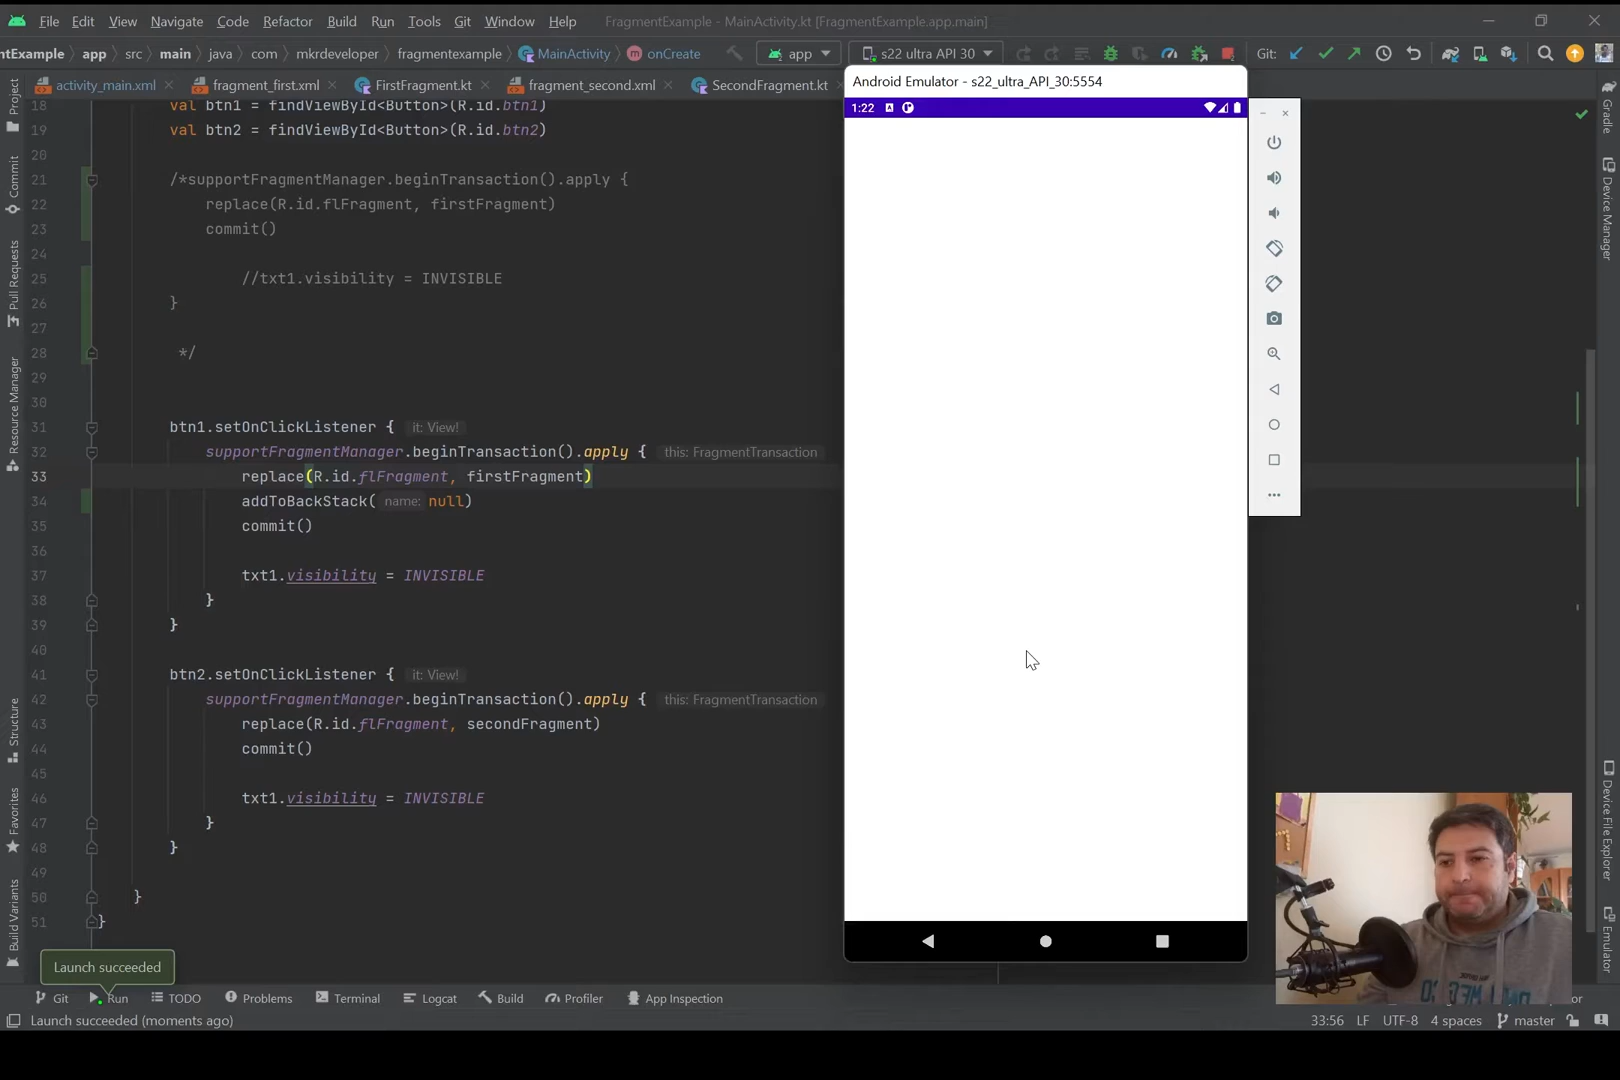 File Edit View Navigate Code Refactor Build Run Tools Git Window Help FragmentExample - MainActivity.kt [FragmentExample.app.main]
ntExample app src main java com mkrdeveloper fragmentexample MainActivity onCreate app s22 ultra API 30 Git:
activity_main.xml fragment_first.xml FirstFragment.kt fragment_second.xml SecondFragment.kt
Android Emulator - s22_ultra_API_30:5554
1:22
18 val btn1 = findViewById<Button>(R.id.btn1)
19 val btn2 = findViewById<Button>(R.id.btn2)
20
21 /*supportFragmentManager.beginTransaction().apply {
22 replace(R.id.flFragment, firstFragment)
23 commit()
24
25 //txt1.visibility = INVISIBLE
26 }
27
28 */
29
30
31 btn1.setOnClickListener { it: View!
32 supportFragmentManager.beginTransaction().apply { this: FragmentTransaction
33 replace(R.id.flFragment, firstFragment)
34 addToBackStack( name: null)
35 commit()
36
37 txt1.visibility = INVISIBLE
38 }
39 }
40
41 btn2.setOnClickListener { it: View!
42 supportFragmentManager.beginTransaction().apply { this: FragmentTransaction
43 replace(R.id.flFragment, secondFragment)
44 commit()
45
46 txt1.visibility = INVISIBLE
47 }
48 }
49
50 }
51 }
Project
Commit
Pull Requests
Resource Manager
Structure
Favorites
Build Variants
Gradle
Device Manager
Device File Explorer
Emulator
Launch succeeded
Git Run TODO Problems Terminal Logcat Build Profiler App Inspection
Launch succeeded (moments ago) 33:56 LF UTF-8 4 spaces master